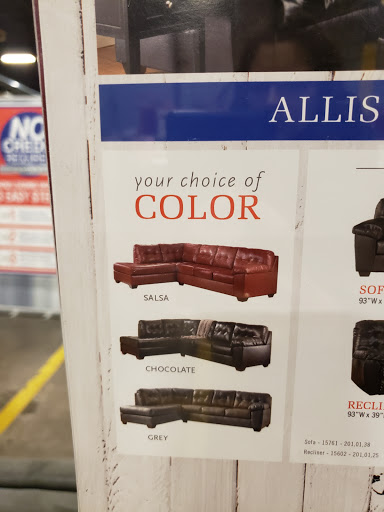 NO
CREDIT
ALLIS
your choice of
COLOR
SALSA
CHOCOLATE
GREY
SOF
93"W x
RECLI
93"W x 39"
Sofa - 15761 - 201,01,38
Recliner - 15602 - 201,01,25